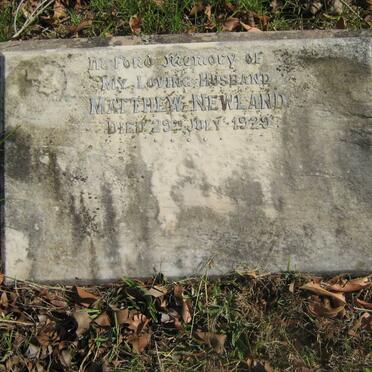 In Fond Memory of
My Loving Husband
Matthew Newland
Died 29th July 1929